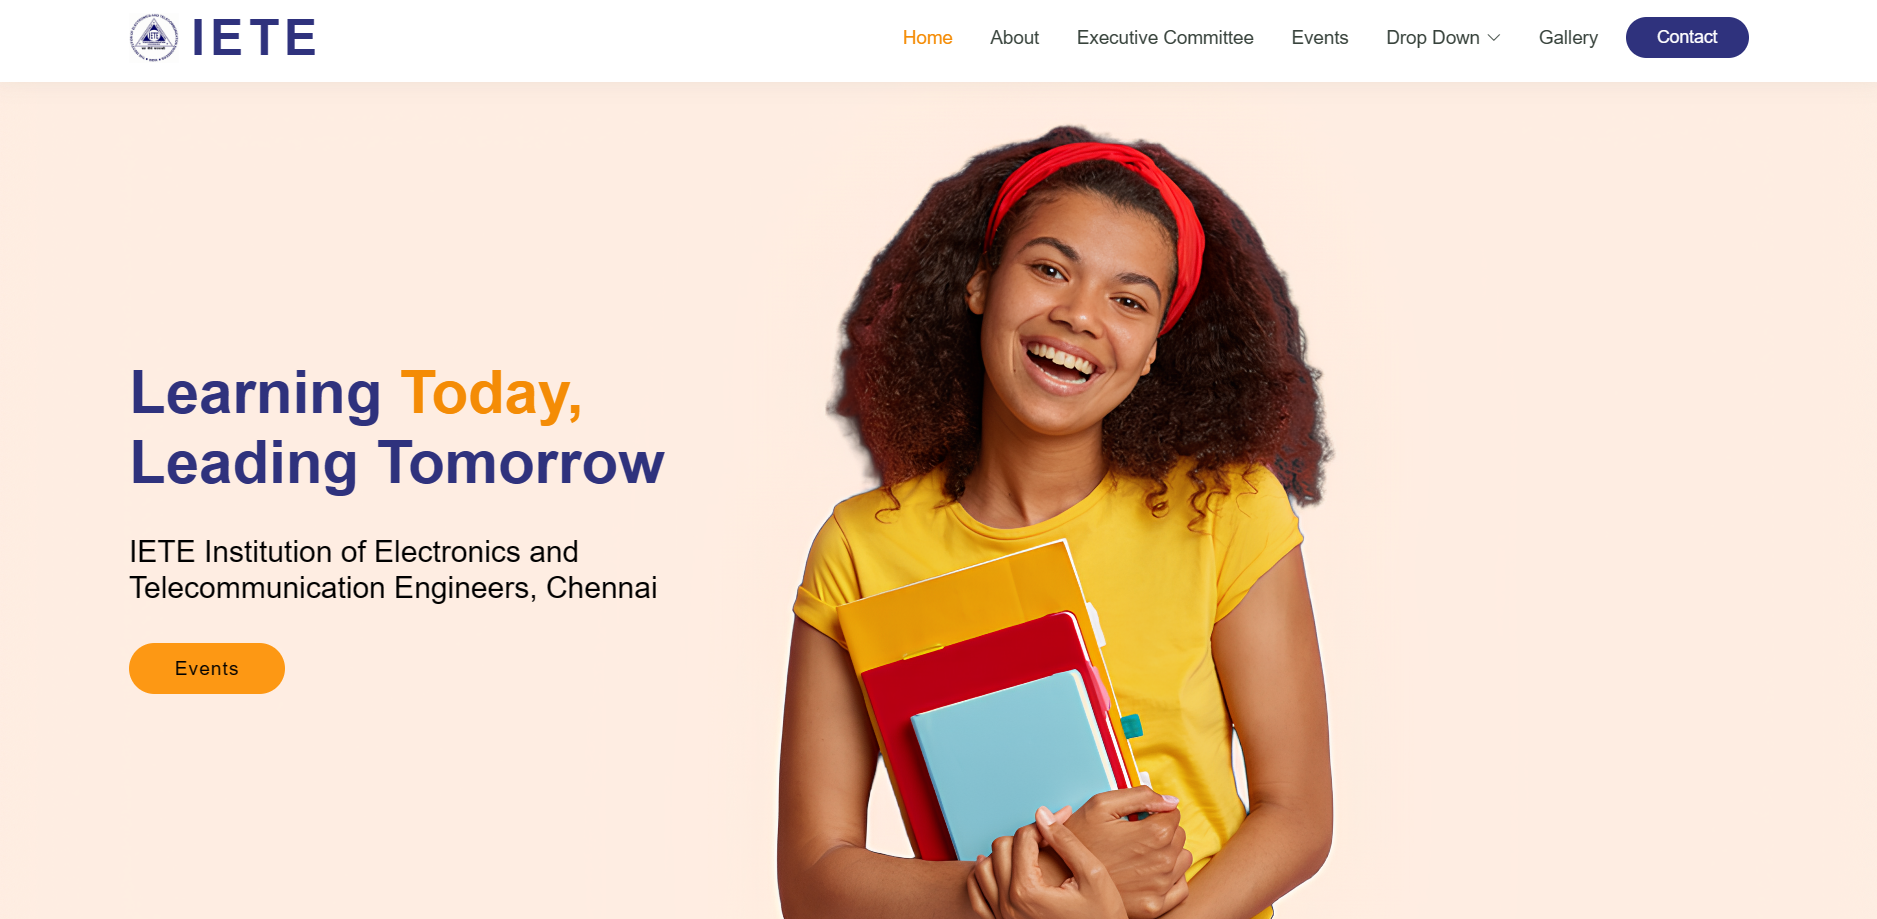 IETE
IETE
Home
About
Executive Committee
Events
Drop Down
Gallery
Contact
Learning Today,
Leading Tomorrow
IETE Institution of Electronics and
Telecommunication Engineers, Chennai
Events